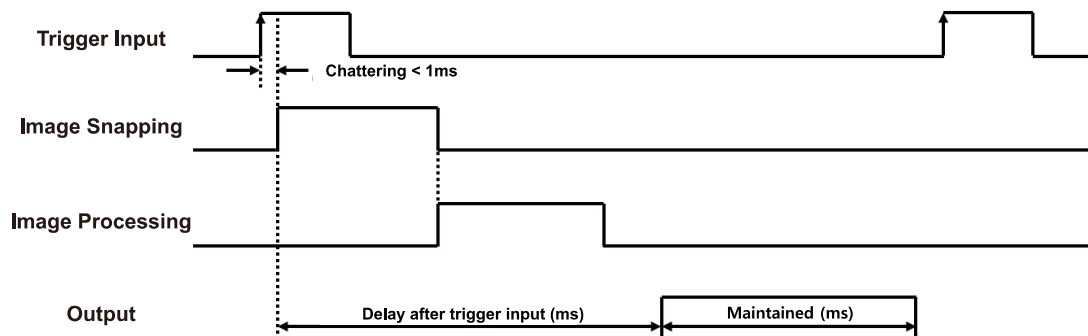 Trigger Input
Chattering < 1ms
Image Snapping
Image Processing
Output
Delay after trigger input (ms)
Maintained (ms)